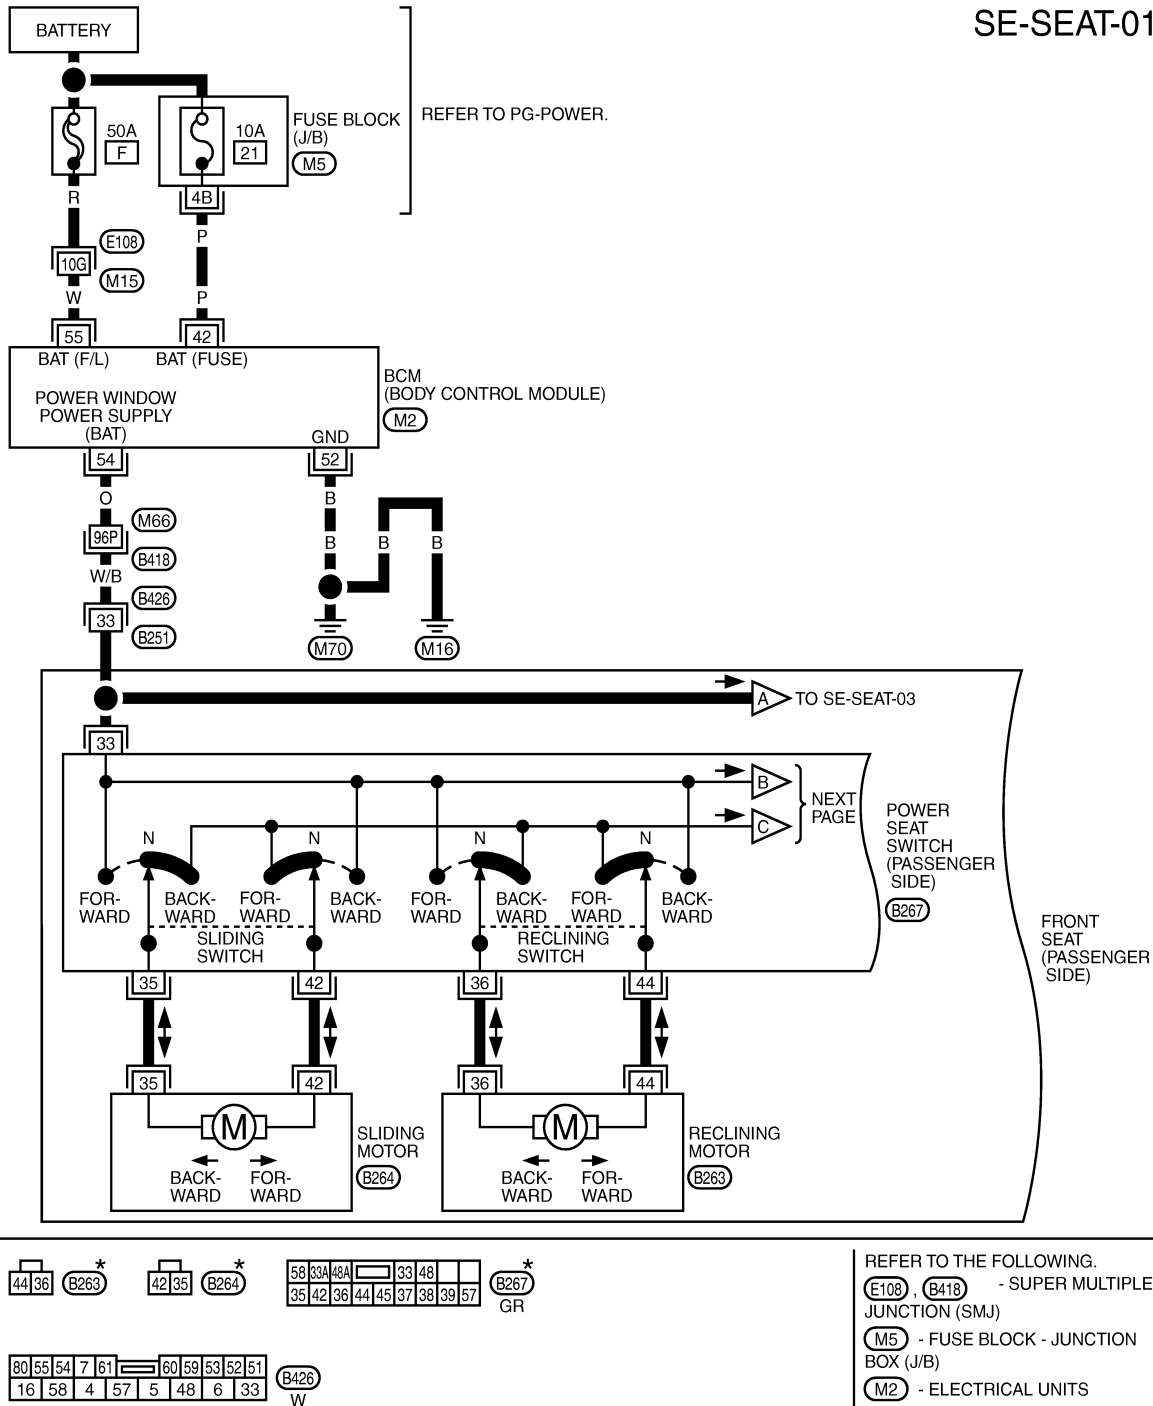 SE-SEAT-01
BATTERY
50A
F
10A
21
FUSE BLOCK
(J/B)
M5
REFER TO PG-POWER.
4B
R
P
E108
10G
M15
W
P
55
42
BAT (F/L)
BAT (FUSE)
BCM
(BODY CONTROL MODULE)
M2
POWER WINDOW
POWER SUPPLY
(BAT)
GND
54
52
O
B
M66
96P
B418
B
B
B
W/B
B426
33
B251
M70
M16
A
TO SE-SEAT-03
33
B
C
NEXT
PAGE
POWER
SEAT
SWITCH
(PASSENGER
SIDE)
B267
N
N
N
N
FOR-
WARD
BACK-
WARD
FOR-
WARD
BACK-
WARD
FOR-
WARD
BACK-
WARD
FOR-
WARD
BACK-
WARD
SLIDING
SWITCH
RECLINING
SWITCH
FRONT
SEAT
(PASSENGER
SIDE)
35
42
36
44
35
42
36
44
M
M
SLIDING
MOTOR
B264
RECLINING
MOTOR
B263
BACK-
WARD
FOR-
WARD
BACK-
WARD
FOR-
WARD
44 36
B263 *
42 35
B264 *
58 33A 48A 33 48
35 42 36 44 45 37 38 39 57
B267 *
GR
80 55 54 7 61 60 59 53 52 51
16 58 4 57 5 48 6 33
B426
W
REFER TO THE FOLLOWING.
E108 , B418 - SUPER MULTIPLE
JUNCTION (SMJ)
M5 - FUSE BLOCK - JUNCTION
BOX (J/B)
M2 - ELECTRICAL UNITS